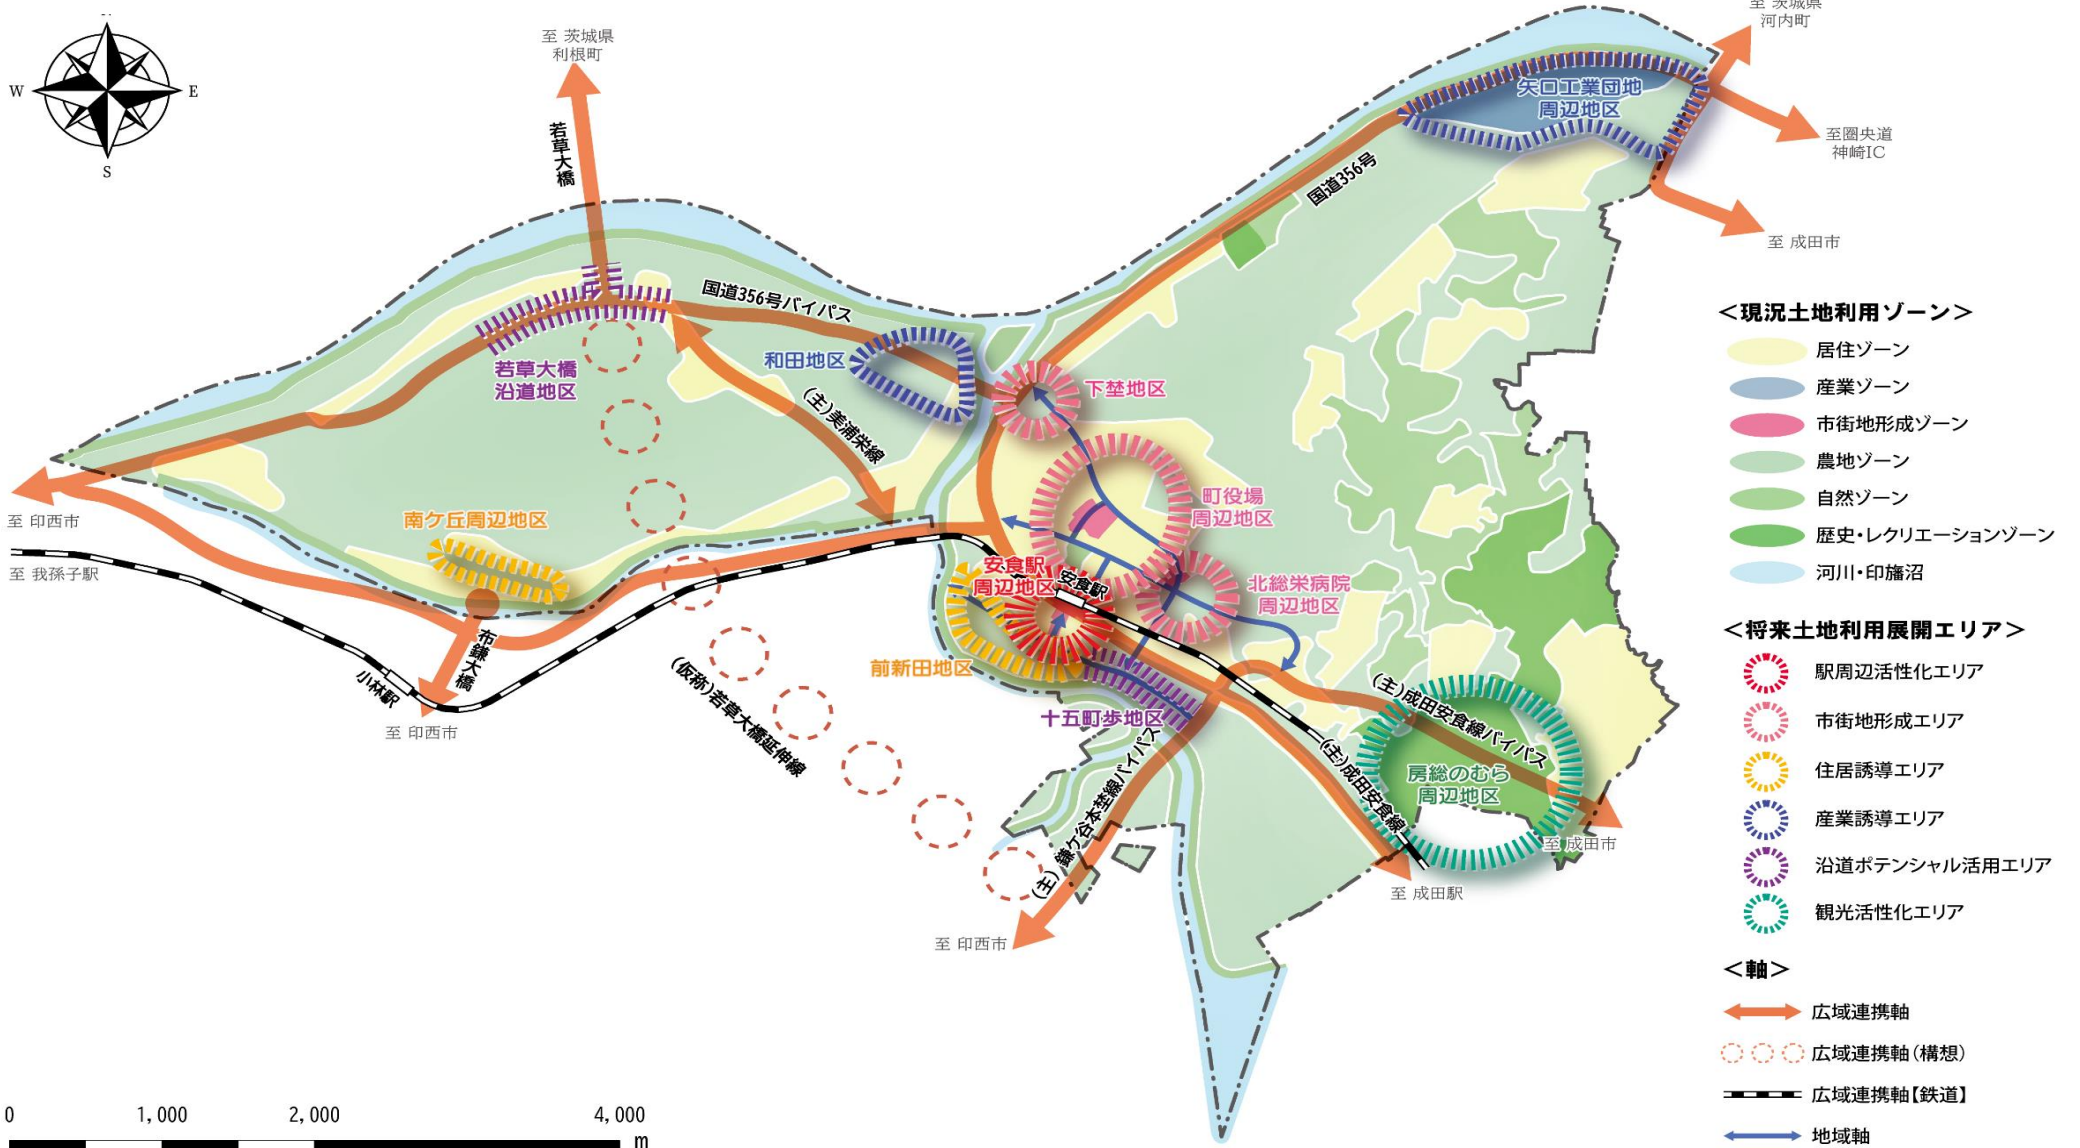 W
E
S
至 茨城県
利根町
若草大橋
至 茨城県
河内町
矢口工業団地
周辺地区
至圏央道
神崎IC
至 成田市
国道356号
国道356号バイパス
若草大橋
沿道地区
和田地区
(主)美浦栄線
下埜地区
町役場
周辺地区
北総栄病院
周辺地区
安食駅
周辺地区
安食駅
前新田地区
十五町歩地区
南ケ丘周辺地区
至 印西市
至 我孫子駅
小林駅
布鎌大橋
至 印西市
(仮称)若草大橋延伸線
(主)鎌ケ谷本埜線バイパス
至 印西市
(主)成田安食線バイパス
(主)成田安食線
房総のむら
周辺地区
至 成田市
至 成田駅
0
1,000
2,000
4,000
m
＜現況土地利用ゾーン＞
居住ゾーン
産業ゾーン
市街地形成ゾーン
農地ゾーン
自然ゾーン
歴史・レクリエーションゾーン
河川・印旛沼
＜将来土地利用展開エリア＞
駅周辺活性化エリア
市街地形成エリア
住居誘導エリア
産業誘導エリア
沿道ポテンシャル活用エリア
観光活性化エリア
＜軸＞
広域連携軸
広域連携軸(構想)
広域連携軸【鉄道】
地域軸